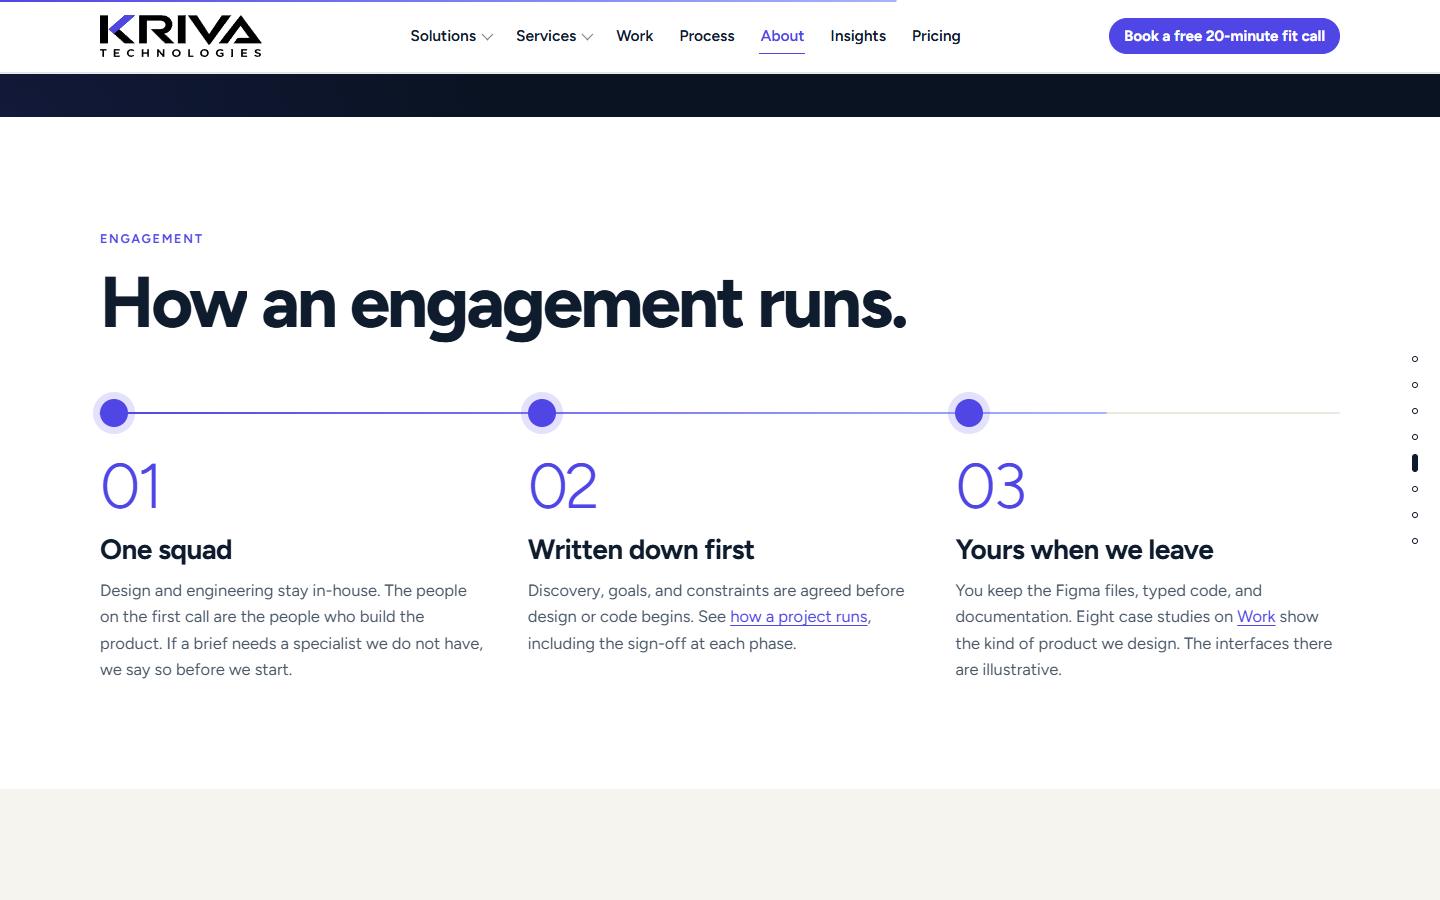 KRIVA
TECHNOLOGIES
Solutions
Services
Work
Process
About
Insights
Pricing
Book a free 20-minute fit call
ENGAGEMENT
How an engagement runs.
01
One squad
Design and engineering stay in-house. The people
on the first call are the people who build the
product. If a brief needs a specialist we do not have,
we say so before we start.
02
Written down first
Discovery, goals, and constraints are agreed before
design or code begins. See how a project runs,
including the sign-off at each phase.
03
Yours when we leave
You keep the Figma files, typed code, and
documentation. Eight case studies on Work show
the kind of product we design. The interfaces there
are illustrative.